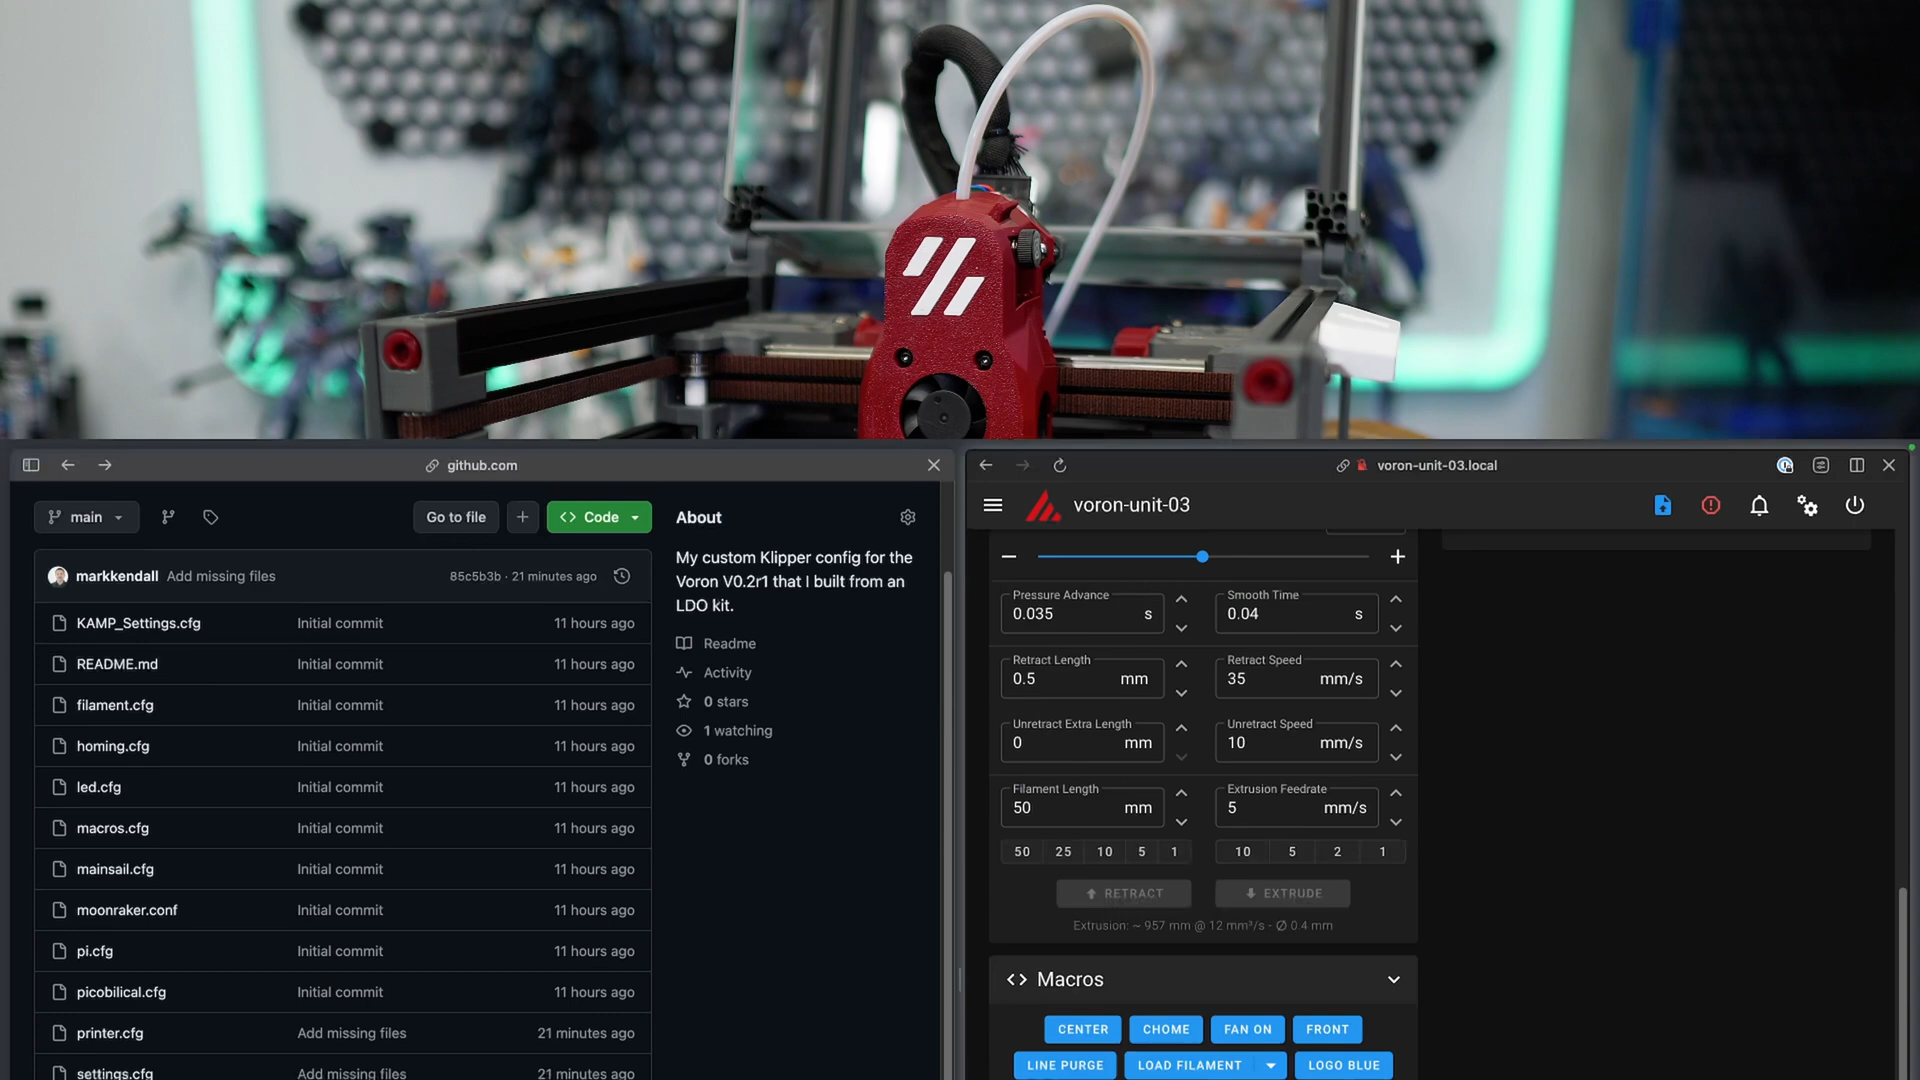 github.com
main
Go to file
Code
markkendall Add missing files 85c5b3b · 21 minutes ago
KAMP_Settings.cfg Initial commit 11 hours ago
README.md Initial commit 11 hours ago
filament.cfg Initial commit 11 hours ago
homing.cfg Initial commit 11 hours ago
led.cfg Initial commit 11 hours ago
macros.cfg Initial commit 11 hours ago
mainsail.cfg Initial commit 11 hours ago
moonraker.conf Initial commit 11 hours ago
pi.cfg Initial commit 11 hours ago
picobilical.cfg Initial commit 11 hours ago
printer.cfg Add missing files 21 minutes ago
settings.cfg Add missing files 21 minutes ago
About
My custom Klipper config for the
Voron V0.2r1 that I built from an
LDO kit.
Readme
Activity
0 stars
1 watching
0 forks
voron-unit-03.local
voron-unit-03
Pressure Advance Smooth Time
0.035 s 0.04 s
Retract Length Retract Speed
0.5 mm 35 mm/s
Unretract Extra Length Unretract Speed
0 mm 10 mm/s
Filament Length Extrusion Feedrate
50 mm 5 mm/s
50 25 10 5 1 10 5 2 1
RETRACT EXTRUDE
Extrusion: ~ 957 mm @ 12 mm³/s - Ø 0.4 mm
Macros
CENTER CHOME FAN ON FRONT
LINE PURGE LOAD FILAMENT LOGO BLUE